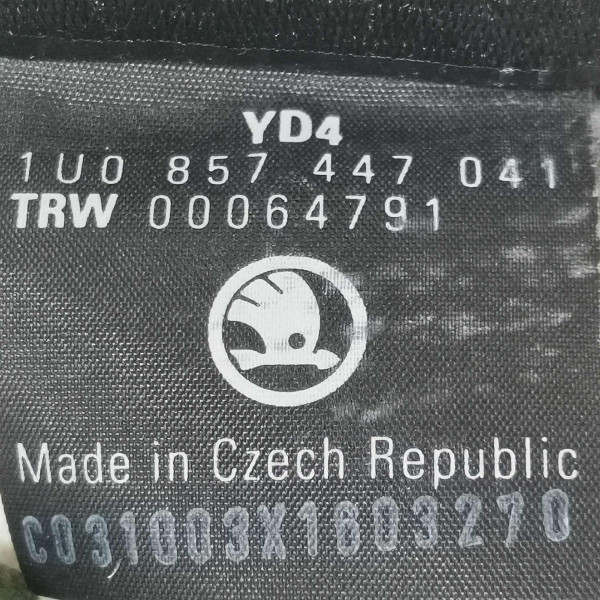 YD4
1U0 857 447 041
TRW 00064791
Made in Czech Republic
C031003X1603270